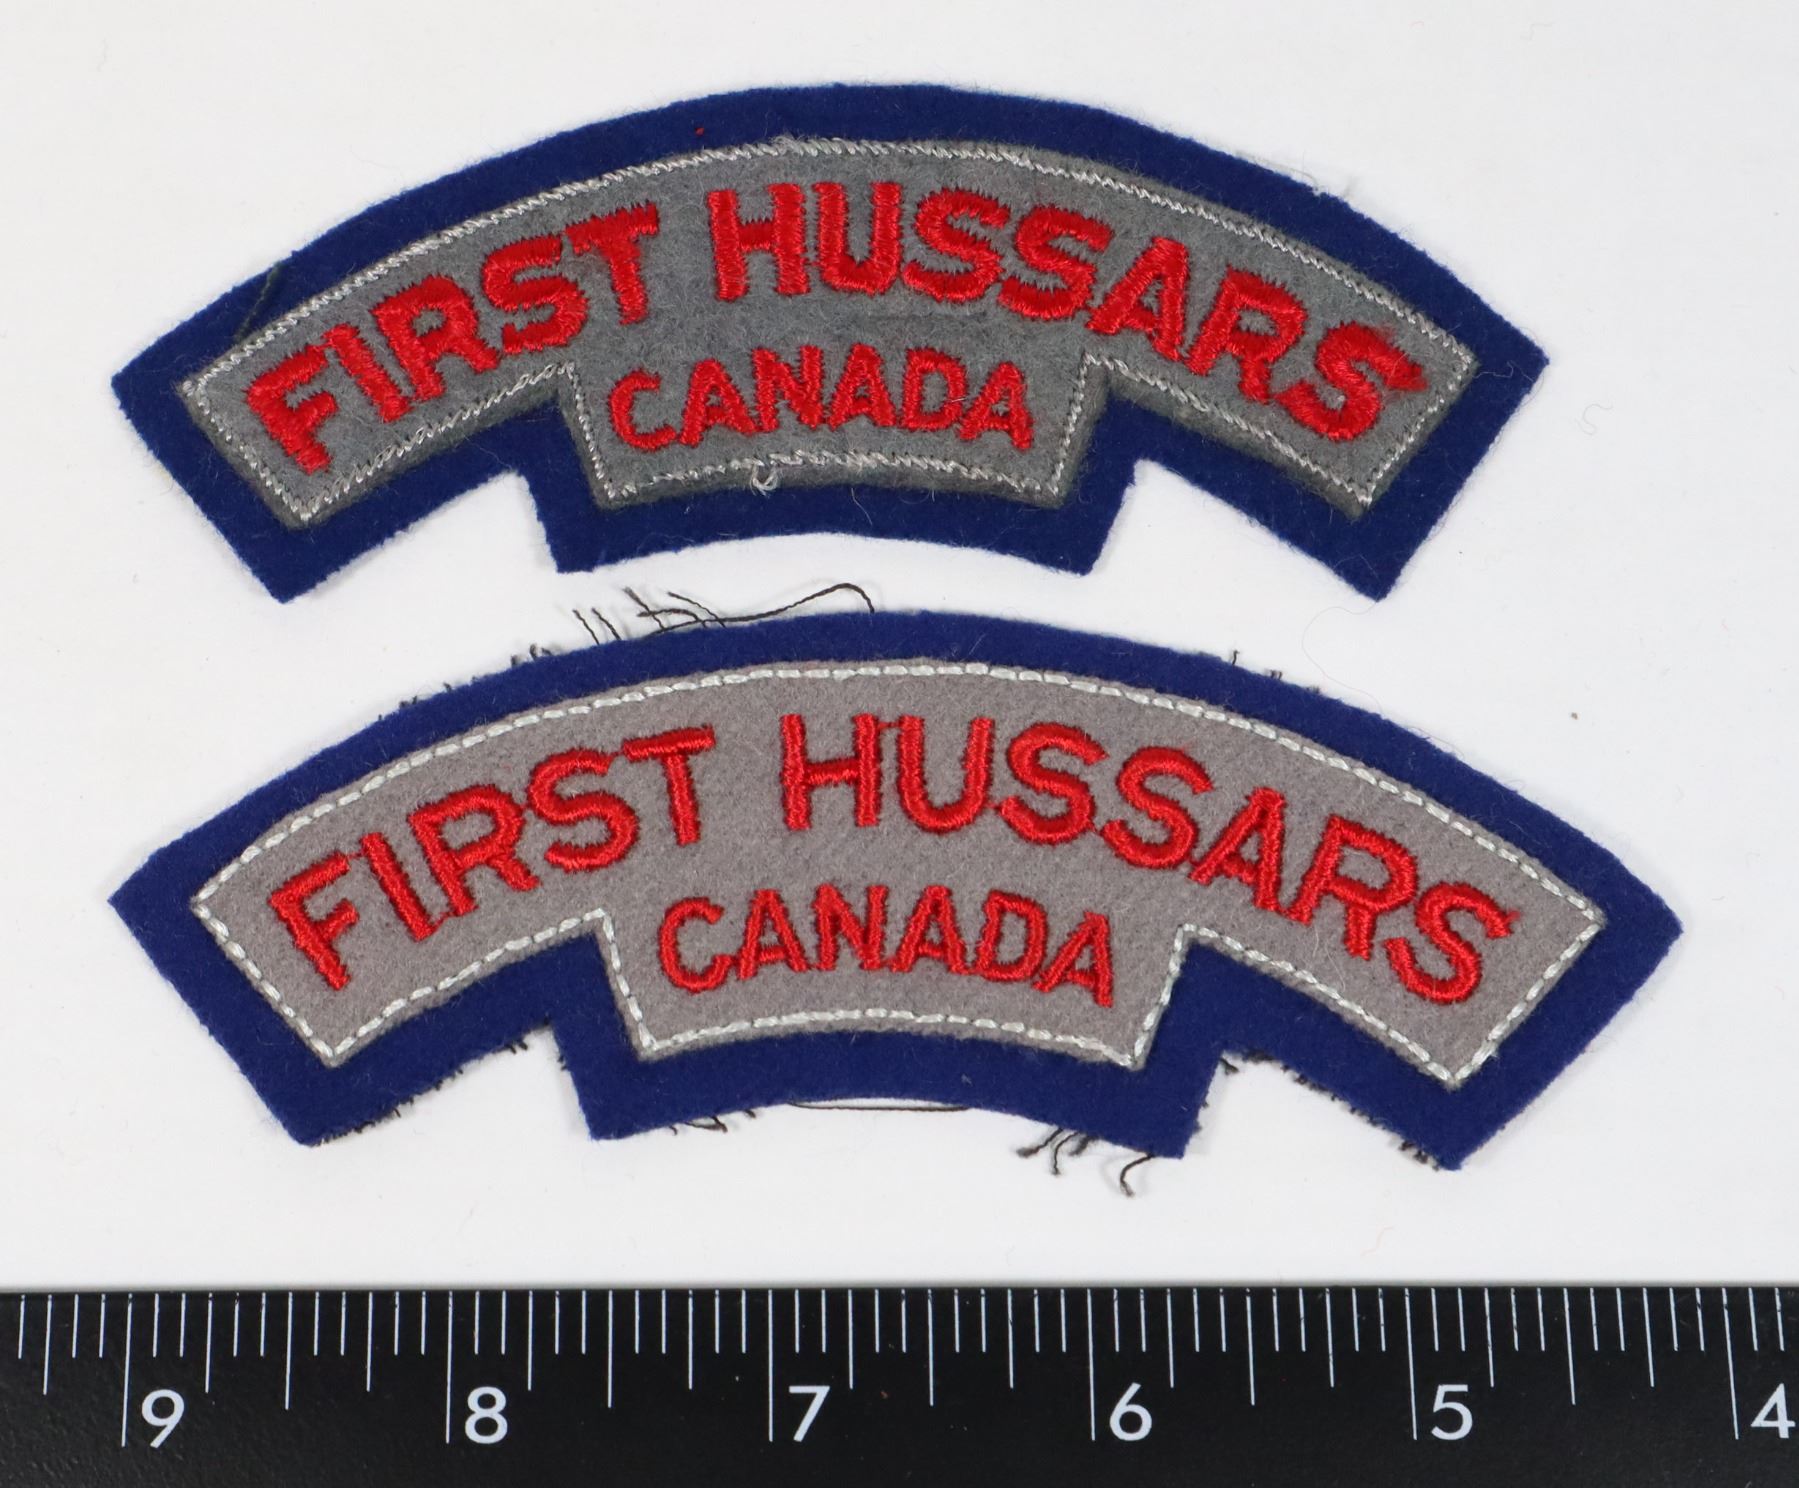 FIRST HUSSARS
CANADA
FIRST HUSSARS
CANADA
9 8 7 6 5 4